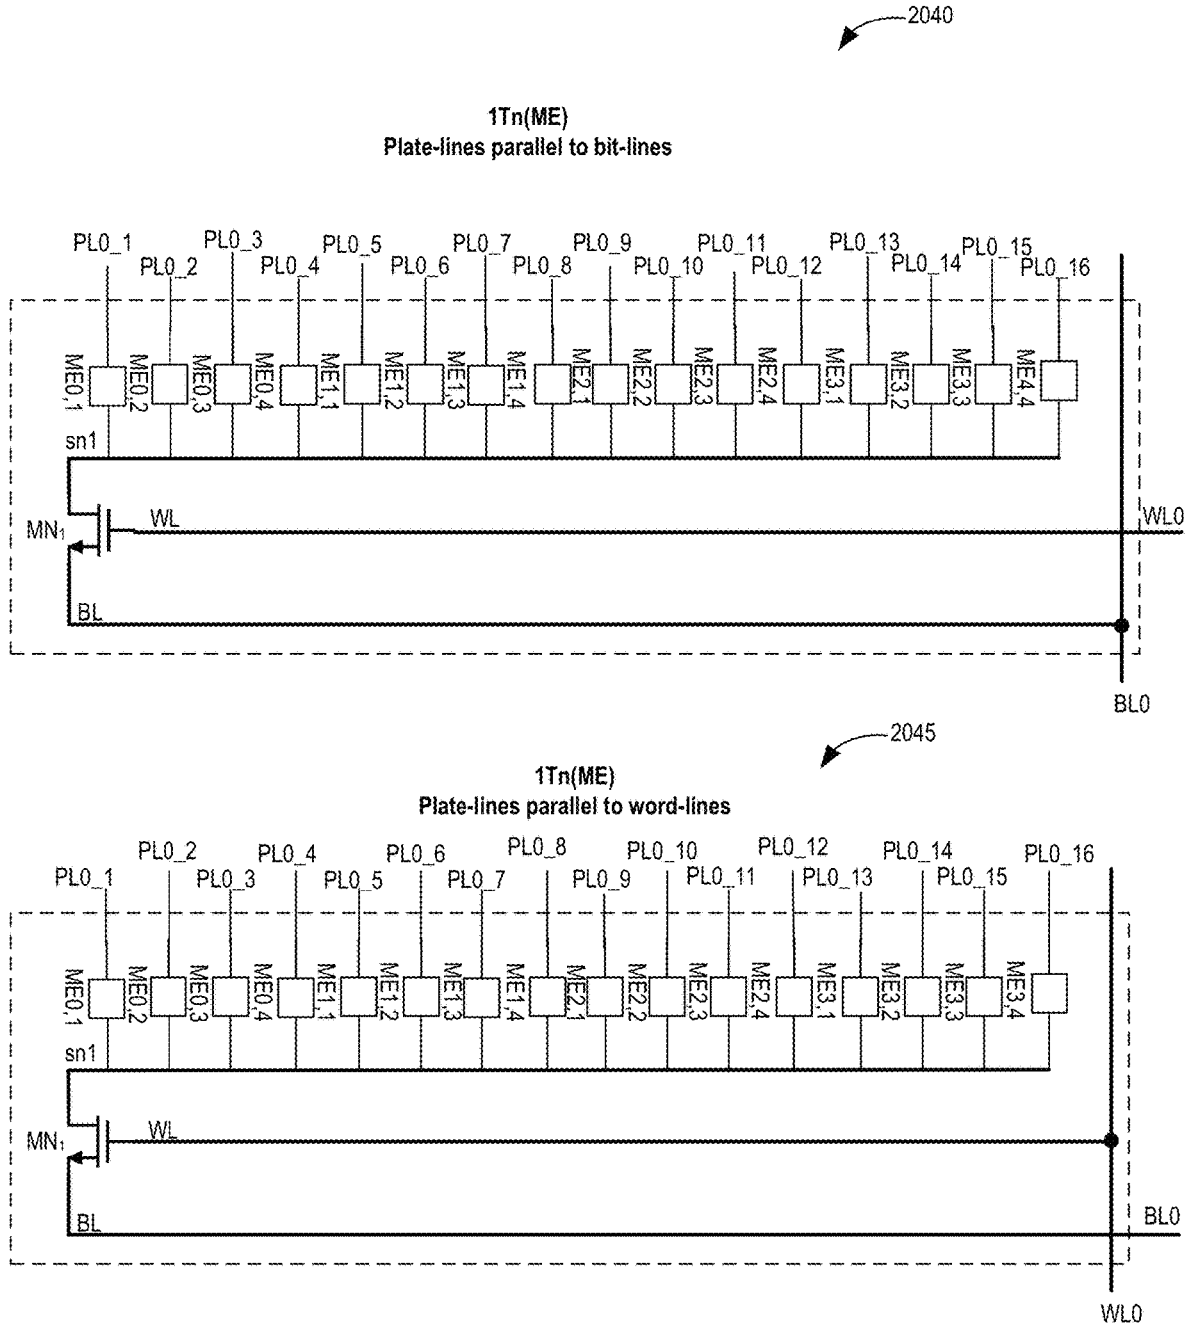 2040
1Tn(ME)
Plate-lines parallel to bit-lines
PL0_1 PL0_3 PL0_5 PL0_7 PL0_9 PL0_11 PL0_13 PL0_15
PL0_2 PL0_4 PL0_6 PL0_8 PL0_10 PL0_12 PL0_14 PL0_16
ME0,1 ME0,2 ME0,3 ME0,4 ME1,1 ME1,2 ME1,3 ME1,4 ME2,1 ME2,2 ME2,3 ME2,4 ME3,1 ME3,2 ME3,3 ME4,4
sn1
MN1 WL WL0
BL
BL0
2045
1Tn(ME)
Plate-lines parallel to word-lines
PL0_2 PL0_4 PL0_6 PL0_8 PL0_10 PL0_12 PL0_14 PL0_16
PL0_1 PL0_3 PL0_5 PL0_7 PL0_9 PL0_11 PL0_13 PL0_15
ME0,1 ME0,2 ME0,3 ME0,4 ME1,1 ME1,2 ME1,3 ME1,4 ME2,1 ME2,2 ME2,3 ME2,4 ME3,1 ME3,2 ME3,3 ME3,4
sn1
MN1 WL
BL BL0
WL0